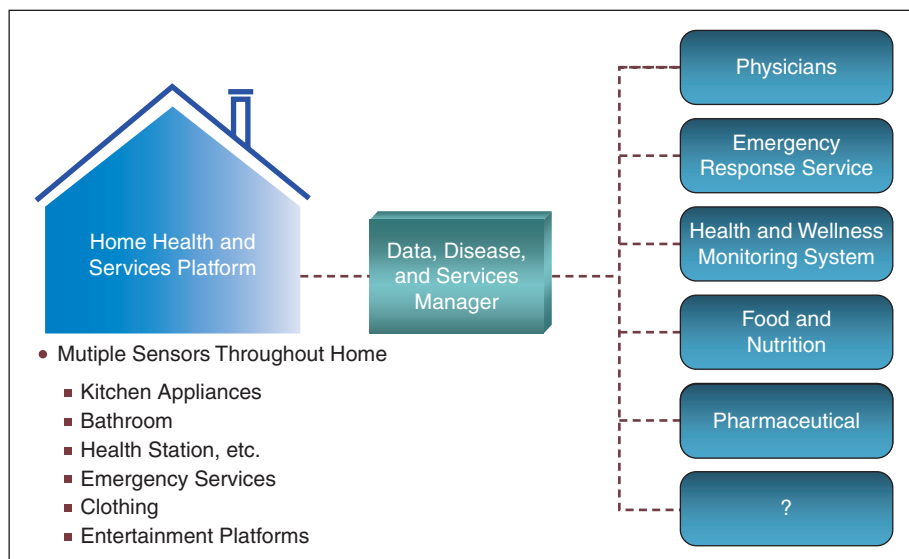 Home Health and
Services Platform
• Mutiple Sensors Throughout Home
▪ Kitchen Appliances
▪ Bathroom
▪ Health Station, etc.
▪ Emergency Services
▪ Clothing
▪ Entertainment Platforms
Data, Disease,
and Services
Manager
Physicians
Emergency
Response Service
Health and Wellness
Monitoring System
Food and
Nutrition
Pharmaceutical
?